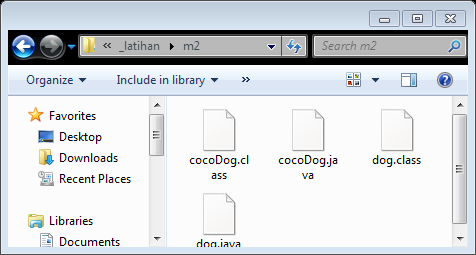 « _latihan ▸ m2
Search m2
Organize ▾ Include in library ▾ »
Favorites
Desktop
Downloads
Recent Places
Libraries
Documents
cocoDog.cl
ass
cocoDog.ja
va
dog.class
dog.java